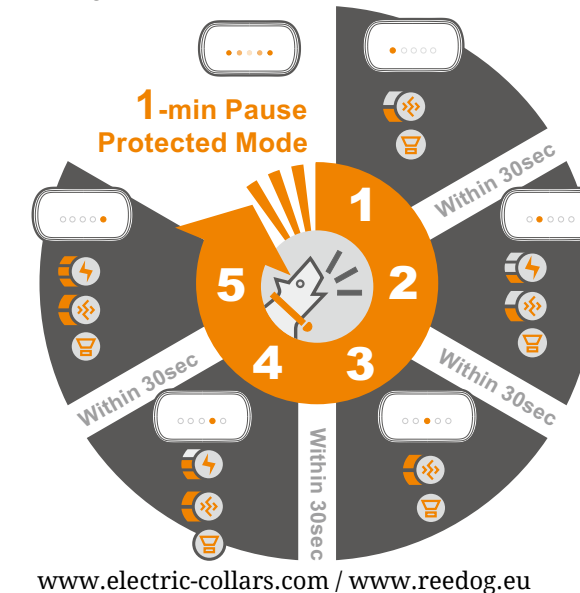 1-min Pause
Protected Mode
1
Within 30sec
2
Within 30sec
3
Within 30sec
4
Within 30sec
5
www.electric-collars.com / www.reedog.eu